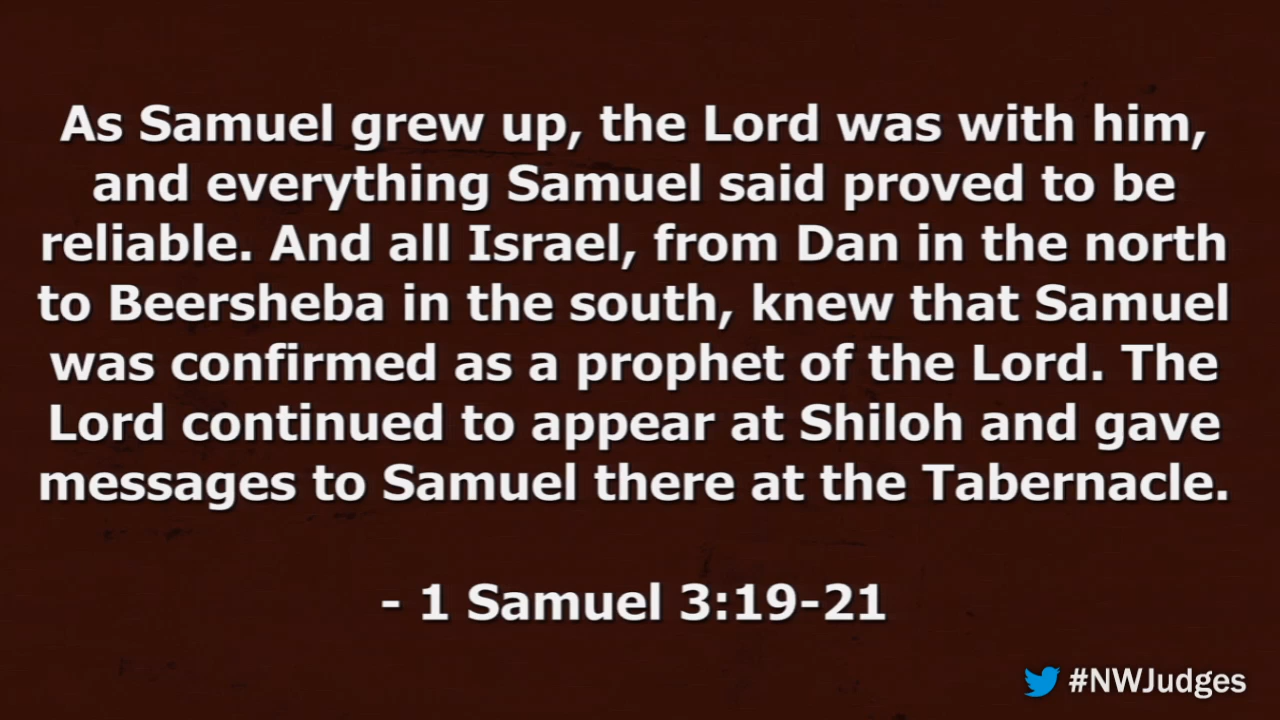 As Samuel grew up, the Lord was with him,
and everything Samuel said proved to be
reliable. And all Israel, from Dan in the north
to Beersheba in the south, knew that Samuel
was confirmed as a prophet of the Lord. The
Lord continued to appear at Shiloh and gave
messages to Samuel there at the Tabernacle.
- 1 Samuel 3:19-21
#NWJudges